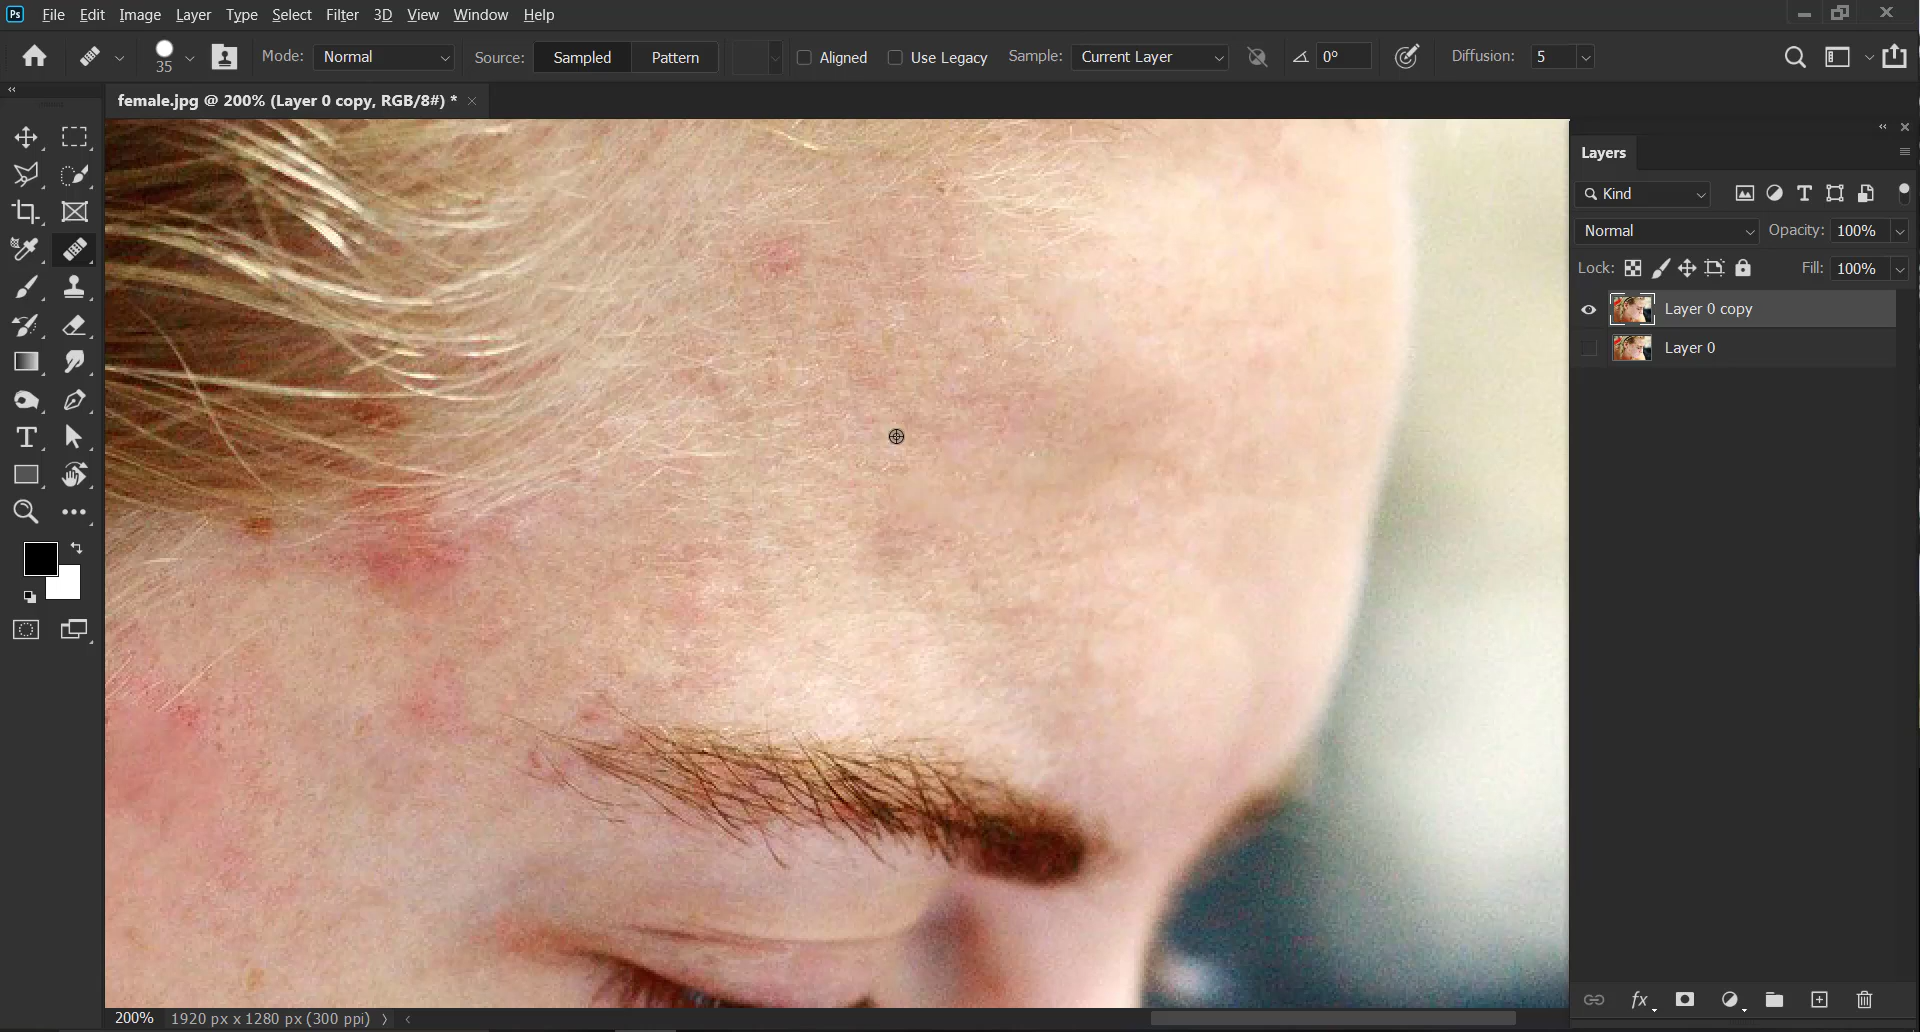 Ps File Edit Image Layer Type Select Filter 3D View Window Help
35 Mode: Normal Source: Sampled Pattern Aligned Use Legacy Sample: Current Layer 0° Diffusion: 5
female.jpg @ 200% (Layer 0 copy, RGB/8#) *
Layers
Kind
Normal Opacity: 100%
Lock: Fill: 100%
Layer 0 copy
Layer 0
fx
200% 1920 px x 1280 px (300 ppi)